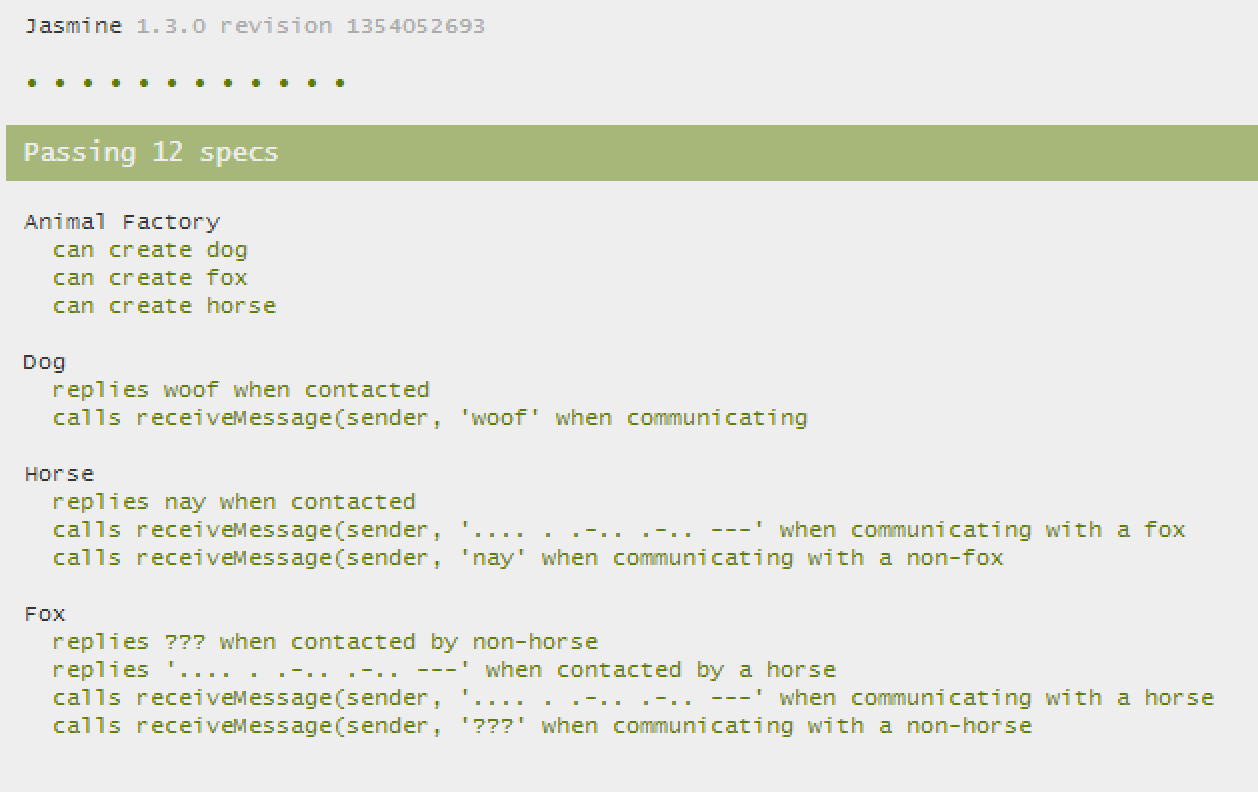 Jasmine 1.3.0 revision 1354052693
• • • • • • • • • • • •
Passing 12 specs
Animal Factory
can create dog
can create fox
can create horse
Dog
replies woof when contacted
calls receiveMessage(sender, 'woof' when communicating
Horse
replies nay when contacted
calls receiveMessage(sender, '.... . .-.. .-.. ---' when communicating with a fox
calls receiveMessage(sender, 'nay' when communicating with a non-fox
Fox
replies ??? when contacted by non-horse
replies '.... . .-.. .-.. ---' when contacted by a horse
calls receiveMessage(sender, '.... . .-.. .-.. ---' when communicating with a horse
calls receiveMessage(sender, '???' when communicating with a non-horse